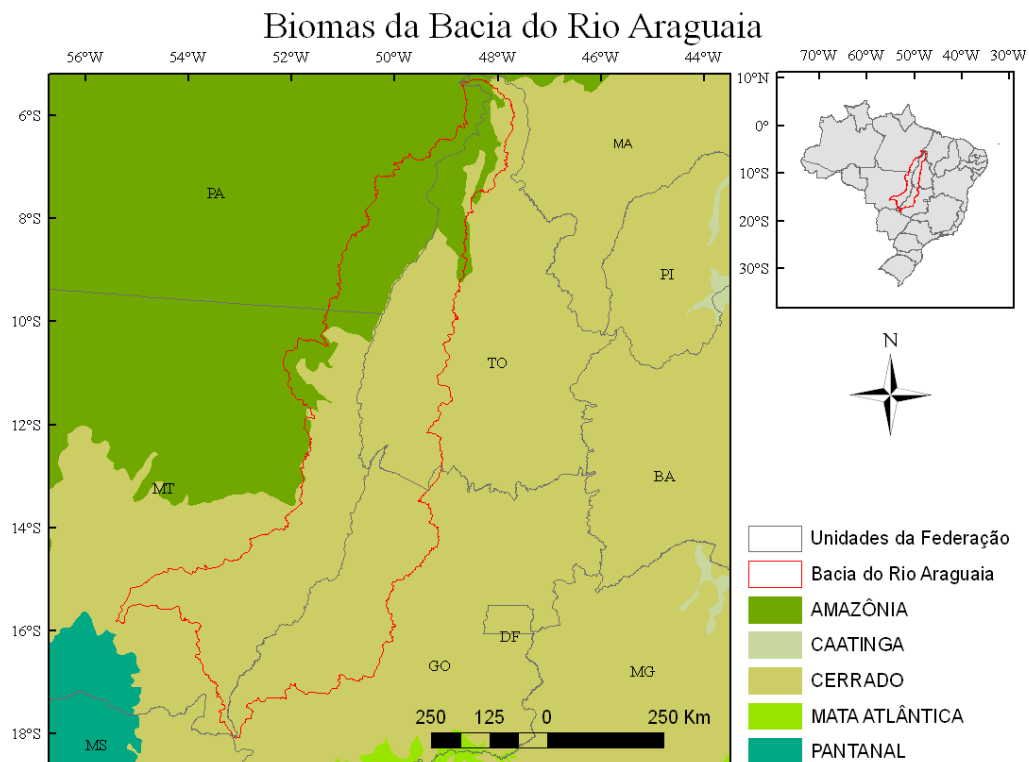 Biomas da Bacia do Rio Araguaia
56°W 54°W 52°W 50°W 48°W 46°W 44°W
6°S
8°S
10°S
12°S
14°S
16°S
18°S
PA
MA
PI
TO
BA
MT
DF
GO
MG
MS
250 125 0 250 Km
70°W 60°W 50°W 40°W 30°W
10°N
0°
10°S
20°S
30°S
N
Unidades da Federação
Bacia do Rio Araguaia
AMAZÔNIA
CAATINGA
CERRADO
MATA ATLÂNTICA
PANTANAL